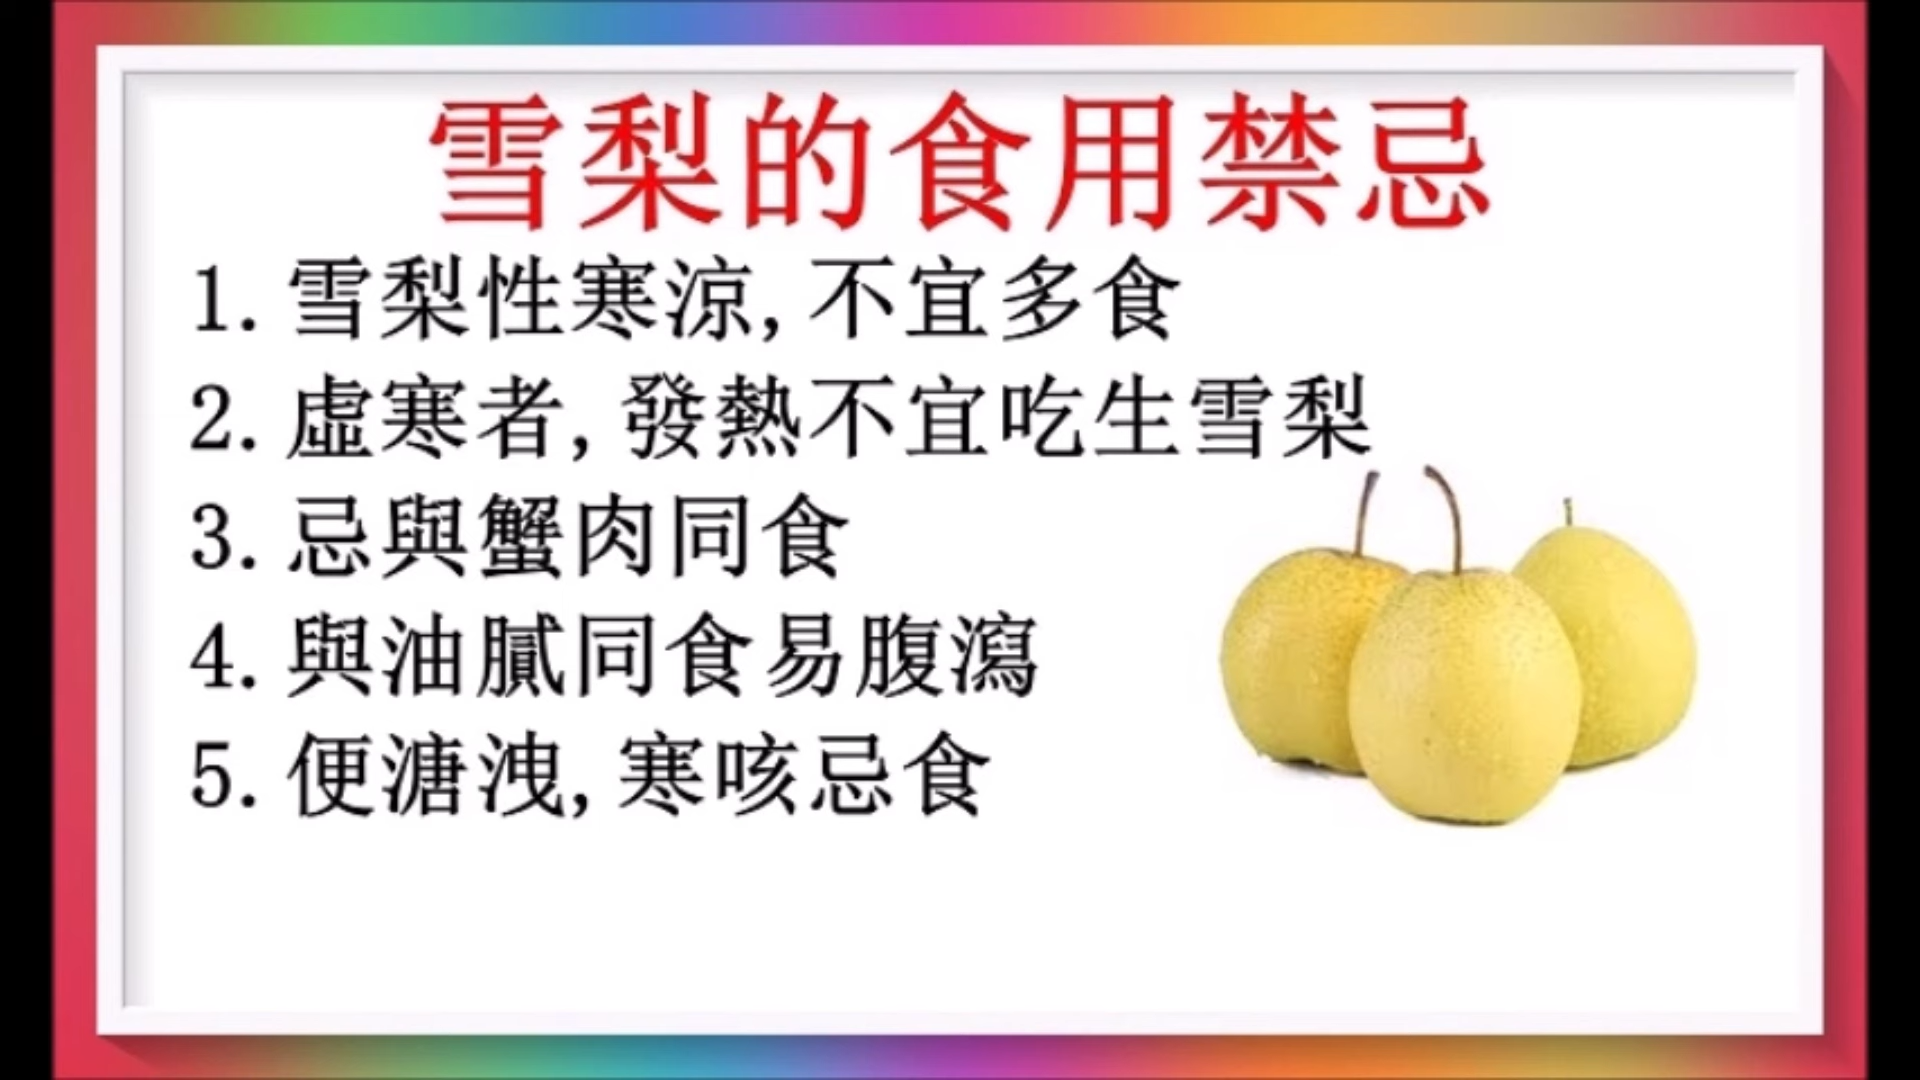 雪梨的食用禁忌
1.雪梨性寒涼,不宜多食
2.虛寒者,發熱不宜吃生雪梨
3.忌與蟹肉同食
4.與油膩同食易腹瀉
5.便溏洩,寒咳忌食